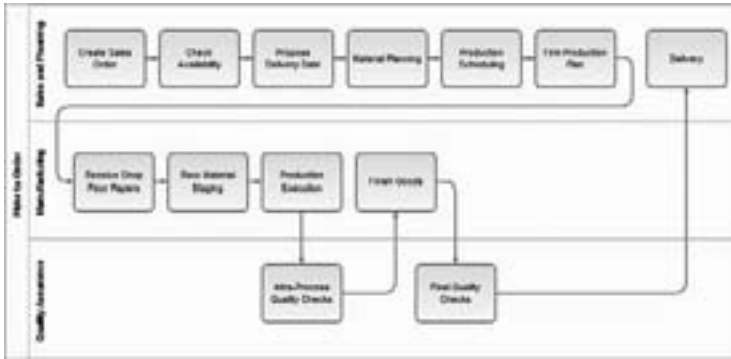 Make to Order
Sales and Planning
Create Sales
Order
Check
Availability
Propose
Delivery Date
Material Planning
Production
Scheduling
Firm Production
Plan
Delivery
Manufacturing
Shop
Floor Papers
Raw Material
Staging
Production
Execution
Finish Goods
Quality Assurance
Intra-Process
Quality Checks
Final Quality
Checks